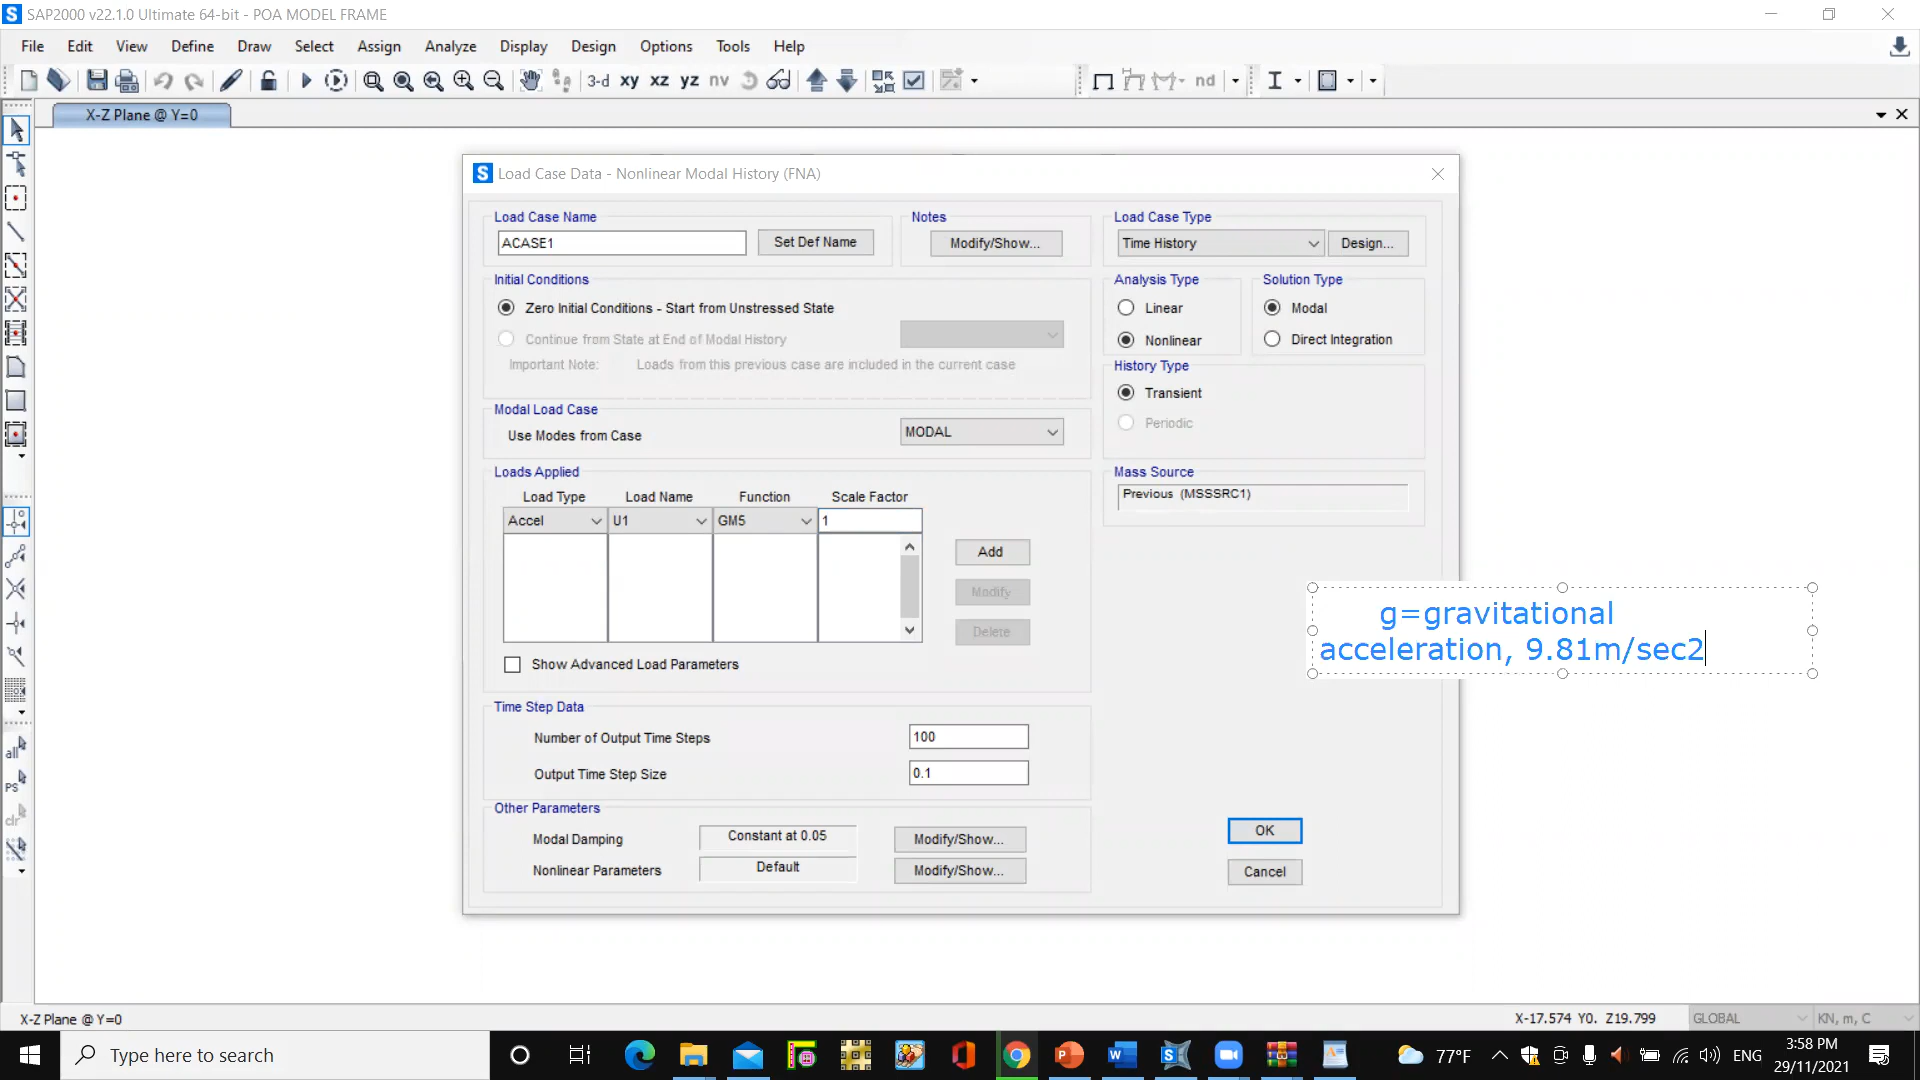 SAP2000 v22.1.0 Ultimate 64-bit - POA MODEL FRAME
File Edit View Define Draw Select Assign Analyze Display Design Options Tools Help
3-d xy xz yz nv nd
X-Z Plane @ Y=0
Load Case Data - Nonlinear Modal History (FNA)
Load Case Name
ACASE1
Set Def Name
Notes
Modify/Show...
Load Case Type
Time History
Design...
Initial Conditions
Zero Initial Conditions - Start from Unstressed State
Continue from State at End of Modal History
Important Note: Loads from this previous case are included in the current case
Analysis Type
Linear
Nonlinear
Solution Type
Modal
Direct Integration
History Type
Transient
Periodic
Modal Load Case
Use Modes from Case
MODAL
Loads Applied
Load Type Load Name Function Scale Factor
Accel U1 GM5 1
Add
Modify
Delete
Show Advanced Load Parameters
Mass Source
Previous (MSSSRC1)
g=gravitational
acceleration, 9.81m/sec2
Time Step Data
Number of Output Time Steps 100
Output Time Step Size 0.1
Other Parameters
Modal Damping Constant at 0.05 Modify/Show...
Nonlinear Parameters Default Modify/Show...
OK
Cancel
all
PS
clr
X-Z Plane @ Y=0
X-17.574 Y0. Z19.799
GLOBAL
KN, m, C
Type here to search
77°F
ENG
3:58 PM
29/11/2021